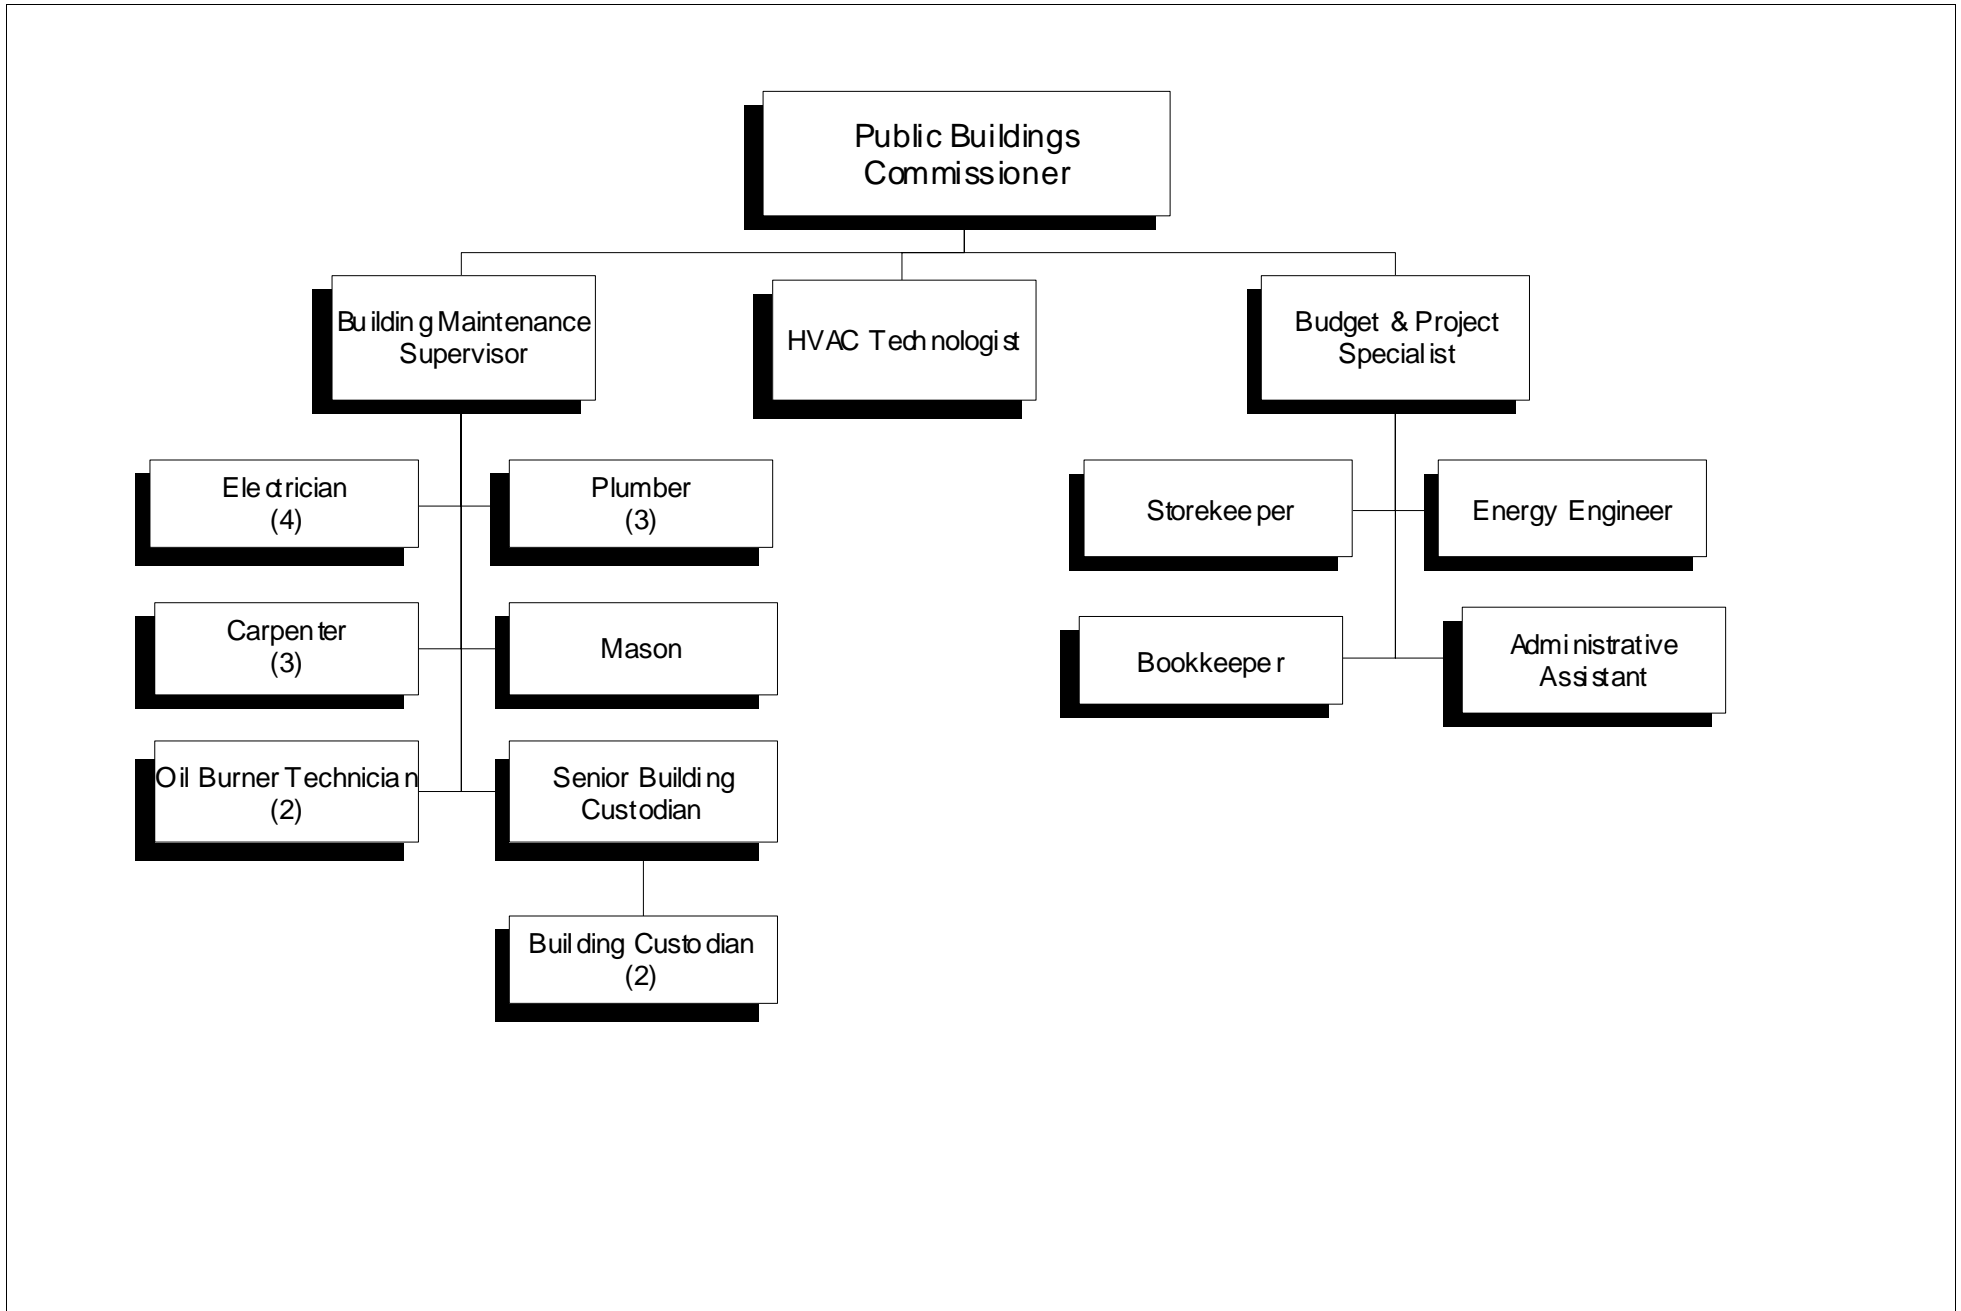 Public Buildings
Commissioner
Building Maintenance
Supervisor
HVAC Technologist
Budget & Project
Specialist
Electrician
(4)
Plumber
(3)
Storekeeper
Energy Engineer
Carpenter
(3)
Mason
Bookkeeper
Administrative
Assistant
Oil Burner Technician
(2)
Senior Building
Custodian
Building Custodian
(2)